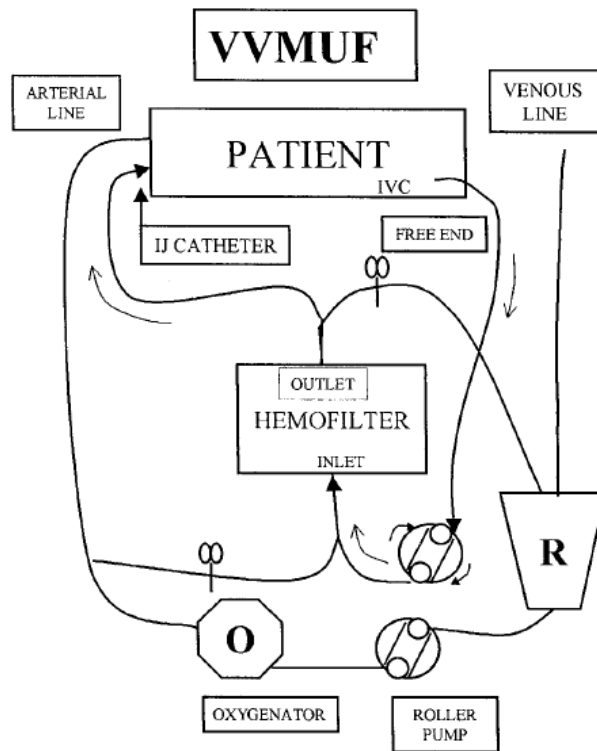 VVMUF
ARTERIAL
LINE
VENOUS
LINE
PATIENT
IVC
IJ CATHETER
FREE END
OUTLET
HEMOFILTER
INLET
R
O
OXYGENATOR
ROLLER
PUMP